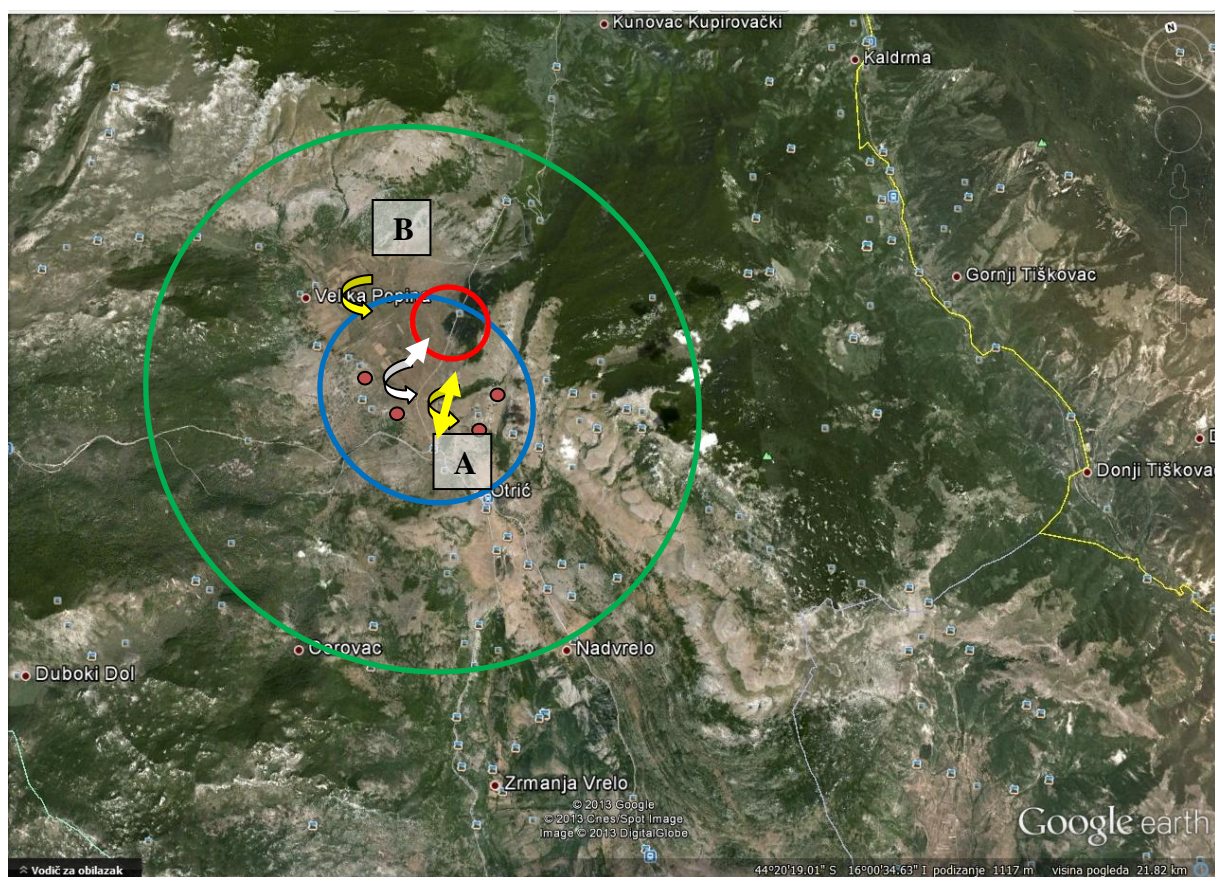 Kunovac Kupirovački
N
Kaldrma
B
Gornji Tiškovac
Velika Popina
A
Otrić
D
Donji Tiškovac
Nadvrelo
Duboki Dol
Zrmanja Vrelo
© 2013 Google
© 2013 Cnes/Spot Image
Image © 2013 DigitalGlobe
Google earth
Vodič za obilazak
44°20'19.01" S 16°00'34.63" I podizanje 1117 m visina pogleda 21.82 km